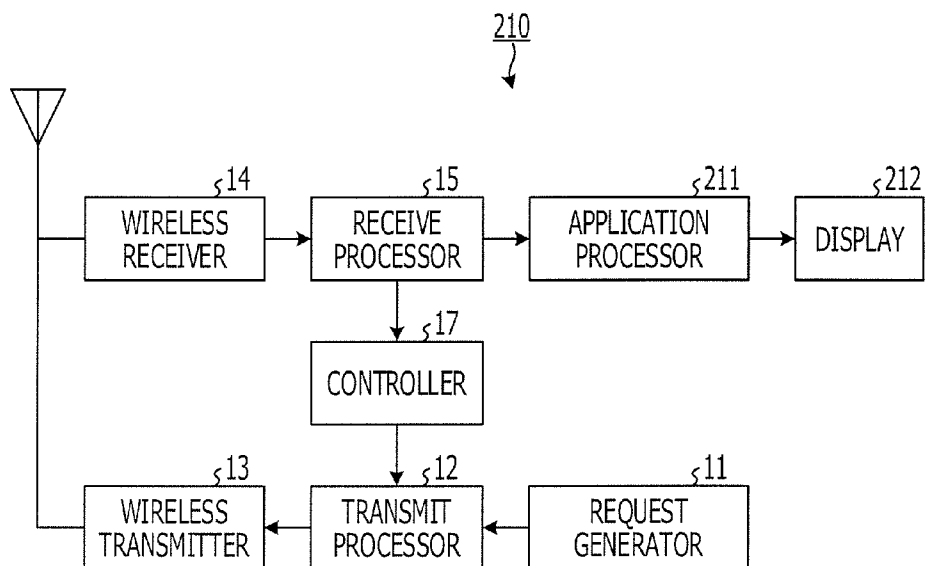 210
14
15
211
212
WIRELESS
RECEIVER
RECEIVE
PROCESSOR
APPLICATION
PROCESSOR
DISPLAY
17
CONTROLLER
13
12
11
WIRELESS
TRANSMITTER
TRANSMIT
PROCESSOR
REQUEST
GENERATOR